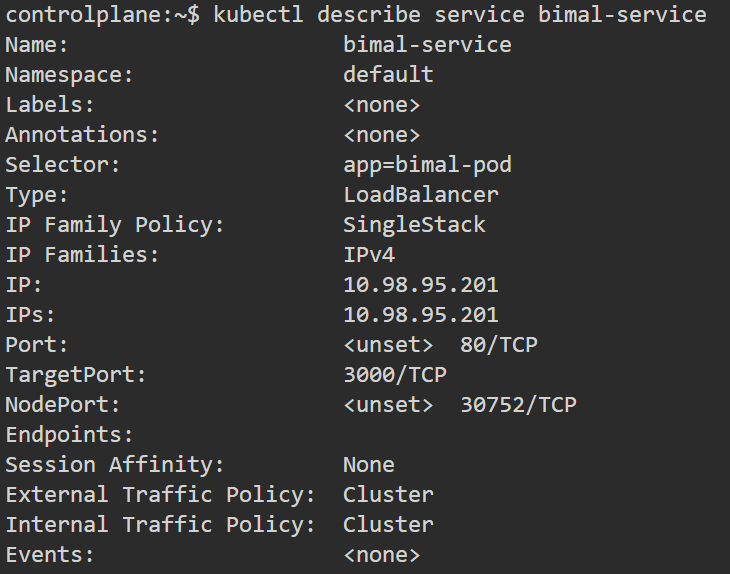 controlplane:~$ kubectl describe service bimal-service
Name:                     bimal-service
Namespace:                default
Labels:                   <none>
Annotations:              <none>
Selector:                 app=bimal-pod
Type:                     LoadBalancer
IP Family Policy:         SingleStack
IP Families:              IPv4
IP:                       10.98.95.201
IPs:                      10.98.95.201
Port:                     <unset>  80/TCP
TargetPort:               3000/TCP
NodePort:                 <unset>  30752/TCP
Endpoints:
Session Affinity:         None
External Traffic Policy:  Cluster
Internal Traffic Policy:  Cluster
Events:                   <none>